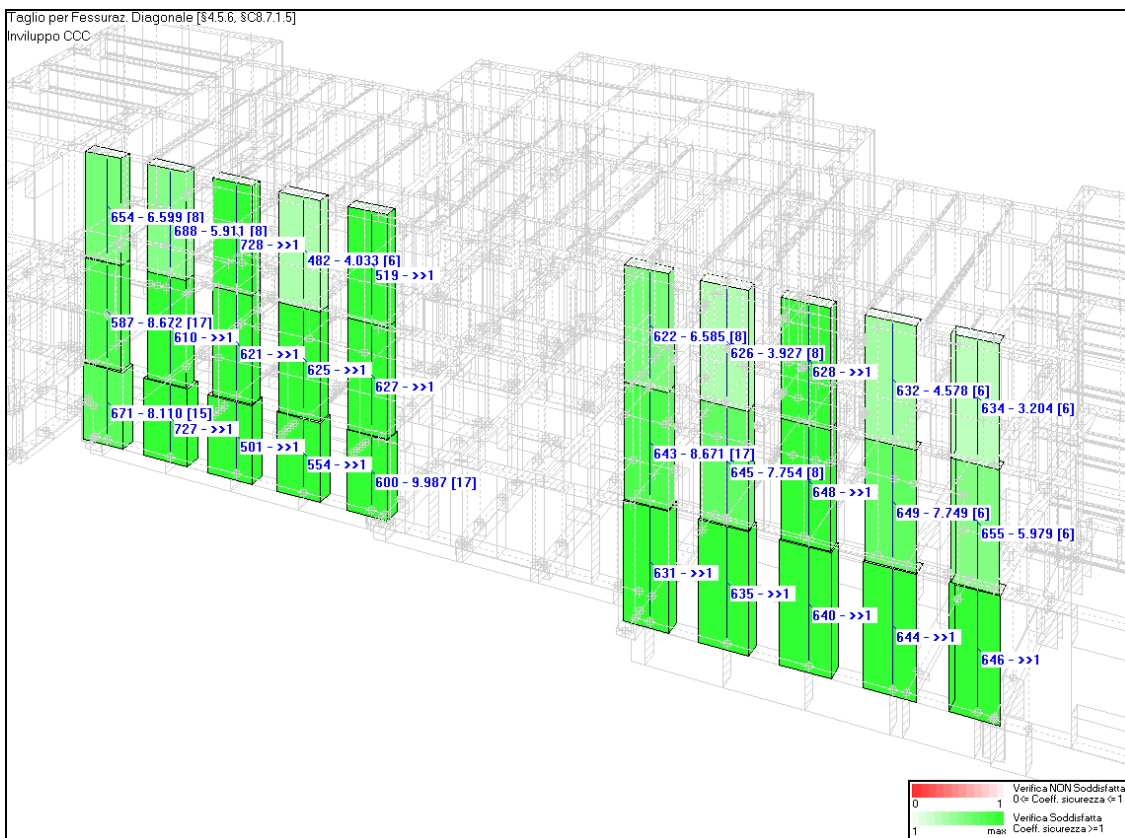 Taglio per Fessuraz. Diagonale [§4.5.6, §C8.7.1.5]
Inviluppo CCC
654 - 6.599 [8]
688 - 5.911 [8]
728 - >>1
482 - 4.033 [6]
519 - >>1
587 - 8.672 [17]
610 - >>1
621 - >>1
625 - >>1
627 - >>1
671 - 8.110 [15]
727 - >>1
501 - >>1
554 - >>1
600 - 9.987 [17]
622 - 6.585 [8]
626 - 3.927 [8]
628 - >>1
632 - 4.578 [6]
634 - 3.204 [6]
643 - 8.671 [17]
645 - 7.754 [8]
648 - >>1
649 - 7.749 [6]
655 - 5.979 [6]
631 - >>1
635 - >>1
640 - >>1
644 - >>1
646 - >>1
Verifica NON Soddisfatta
0 1 0<= Coeff. sicurezza <=1
Verifica Soddisfatta
1 max Coeff. sicurezza >=1